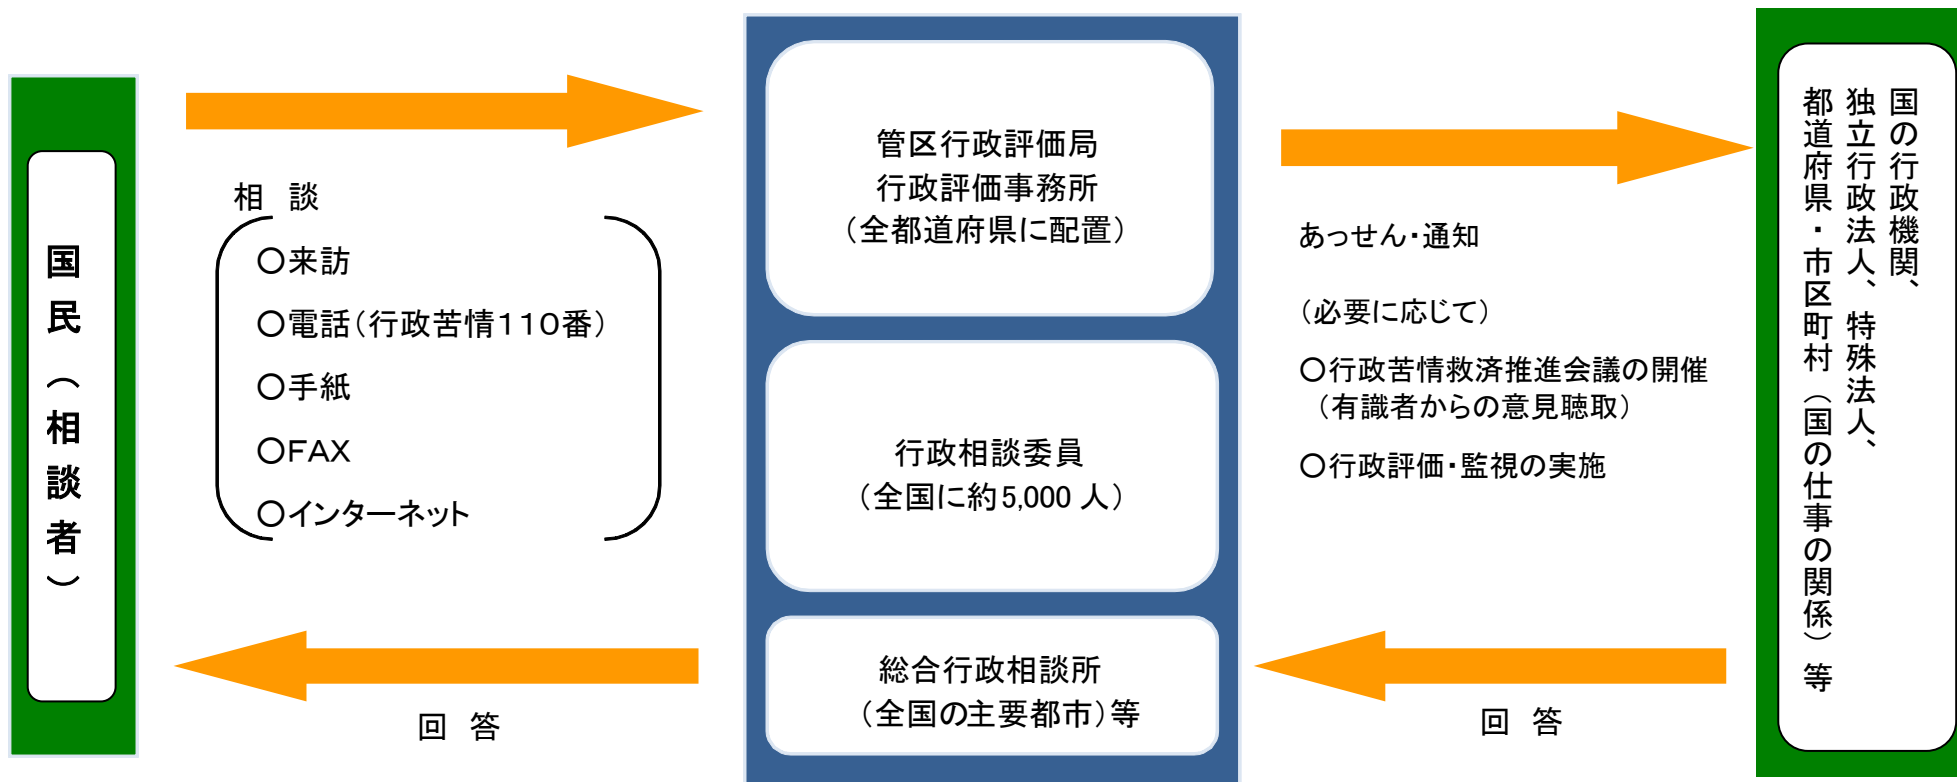 国民（相談者）
相　談
○来訪
○電話（行政苦情１１０番）
○手紙
○FAX
○インターネット
回　答
管区行政評価局
行政評価事務所
（全都道府県に配置）
行政相談委員
（全国に約5,000 人）
総合行政相談所
（全国の主要都市）等
あっせん・通知
（必要に応じて）
○行政苦情救済推進会議の開催
（有識者からの意見聴取）
○行政評価・監視の実施
回　答
国の行政機関、
独立行政法人、特殊法人、
都道府県・市区町村（国の仕事の関係）等